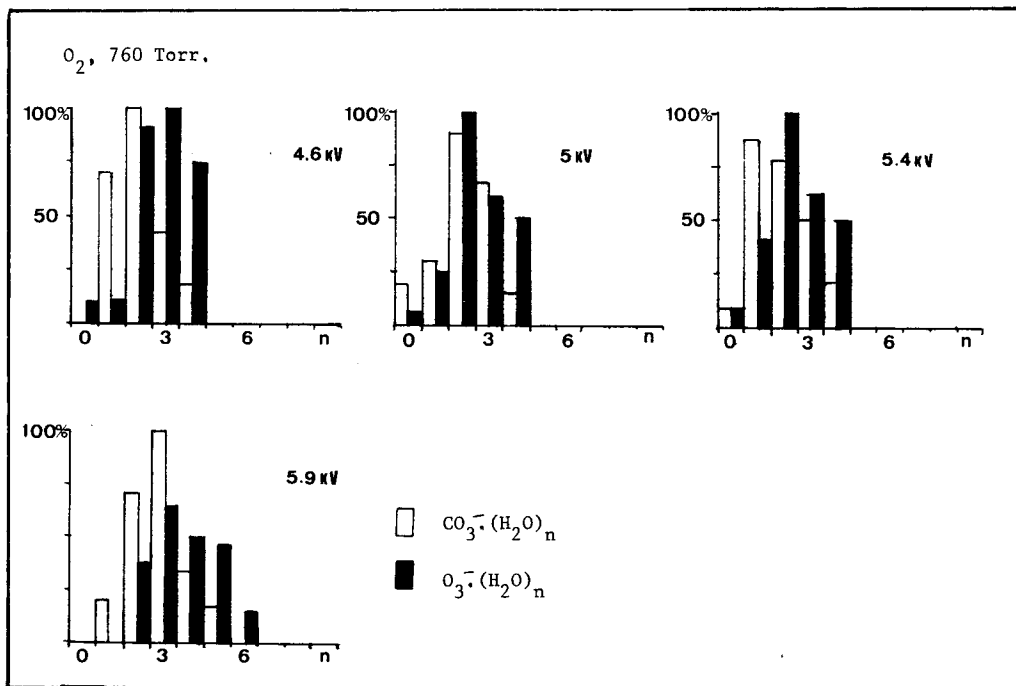 O2, 760 Torr.
100%
50
4.6 KV
0 3 6 n
100%
50
5 KV
0 3 6 n
100%
50
5.4 KV
0 3 6 n
100%
5.9 KV
0 3 6 n
CO3-.(H2O)n
O3-.(H2O)n